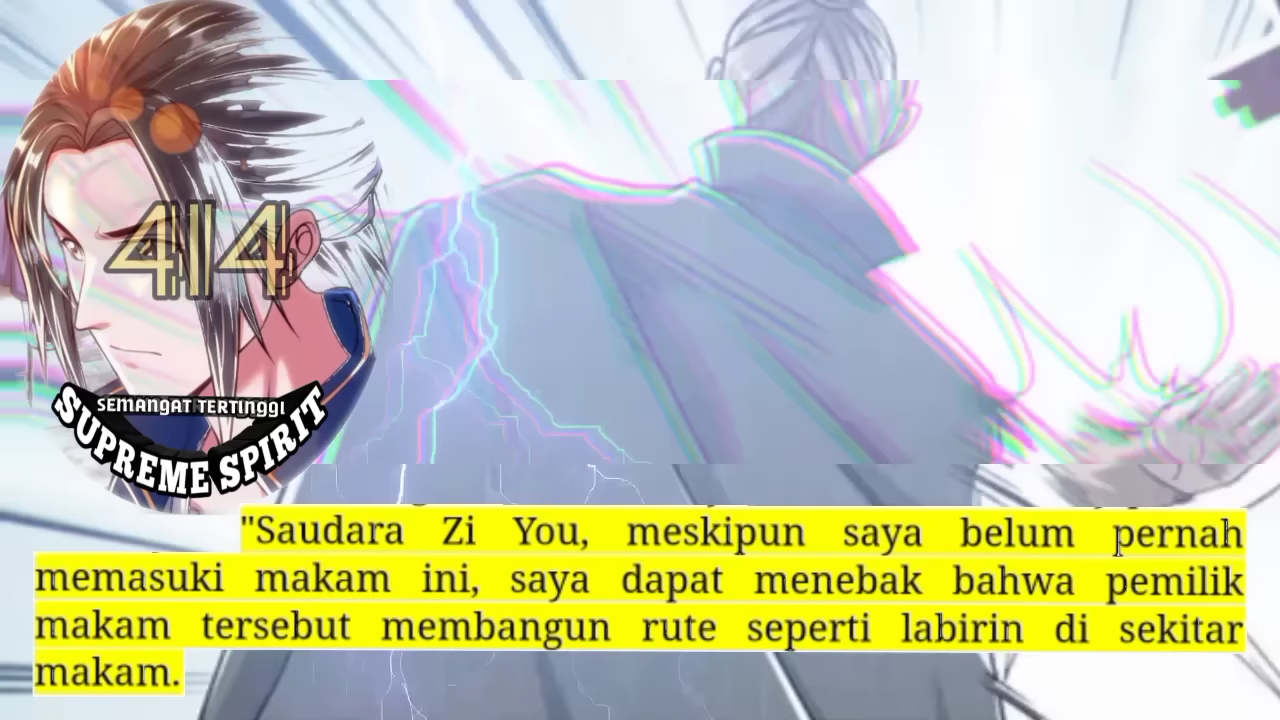 414
SEMANGAT TERTINGGI
SUPREME SPIRIT
"Saudara Zi You, meskipun saya belum pernah
memasuki makam ini, saya dapat menebak bahwa pemilik
makam tersebut membangun rute seperti labirin di sekitar
makam.